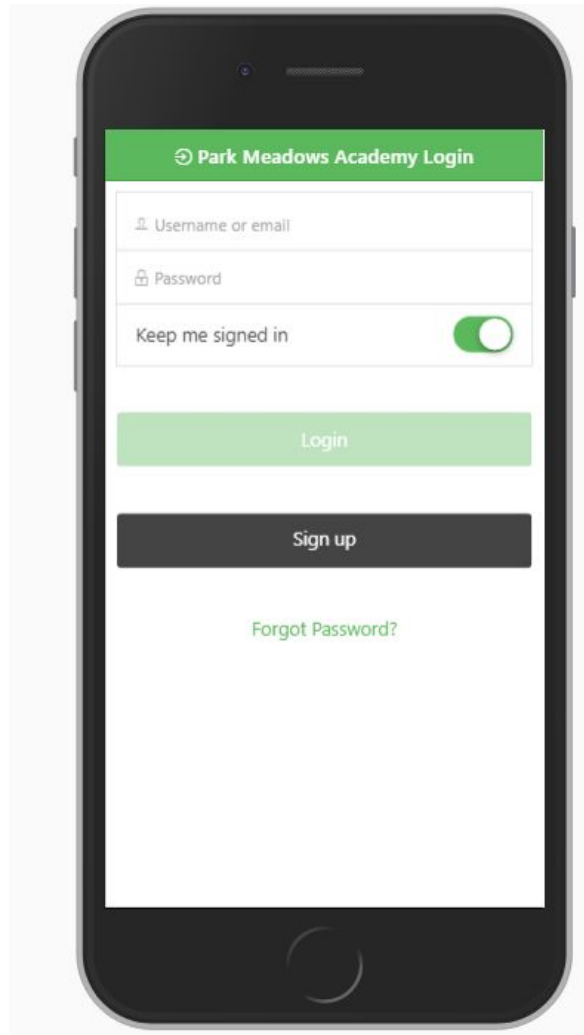 Park Meadows Academy Login
Username or email
Password
Keep me signed in
Login
Sign up
Forgot Password?